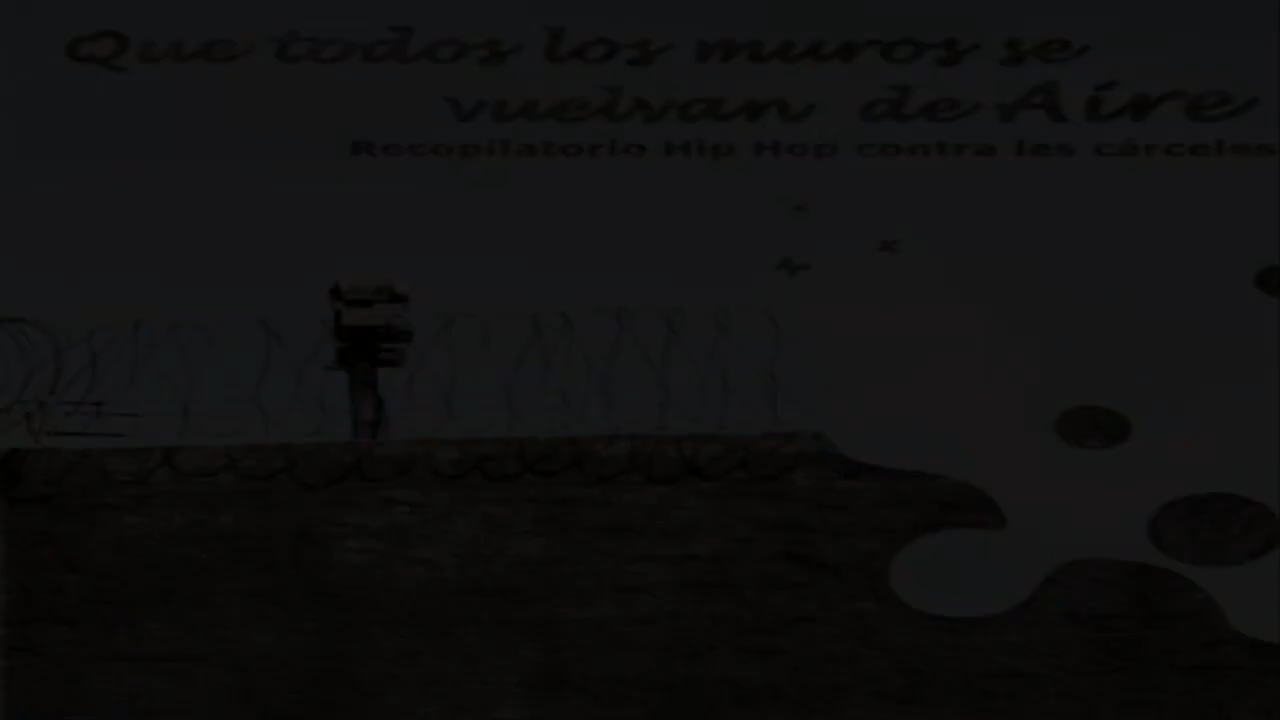 Que todos los muros se
vuelvan de Aire
Recopilatorio Hip Hop contra las cárceles